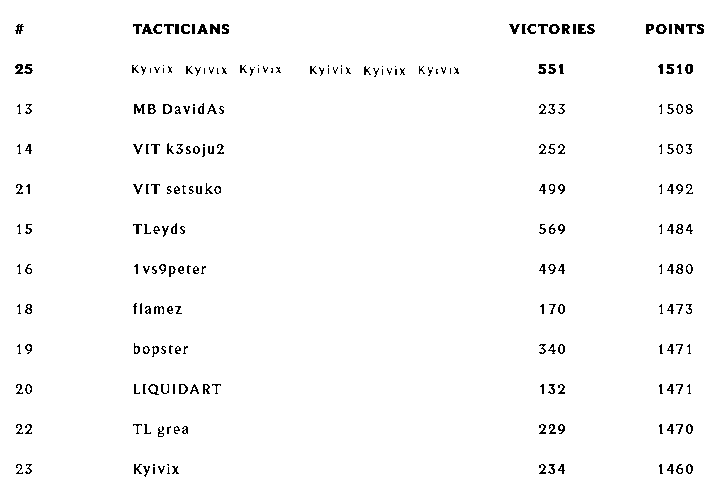 # TACTICIANS VICTORIES POINTS
25 Kyivix Kyivix Kyivix Kyivix Kyivix Kyivix 551 1510
13 MB DavidAs 233 1508
14 VIT k3soju2 252 1503
21 VIT setsuko 499 1492
15 TLeyds 569 1484
16 1vs9peter 494 1480
18 flamez 170 1473
19 bopster 340 1471
20 LIQUIDART 132 1471
22 TL grea 229 1470
23 Kyivix 234 1460